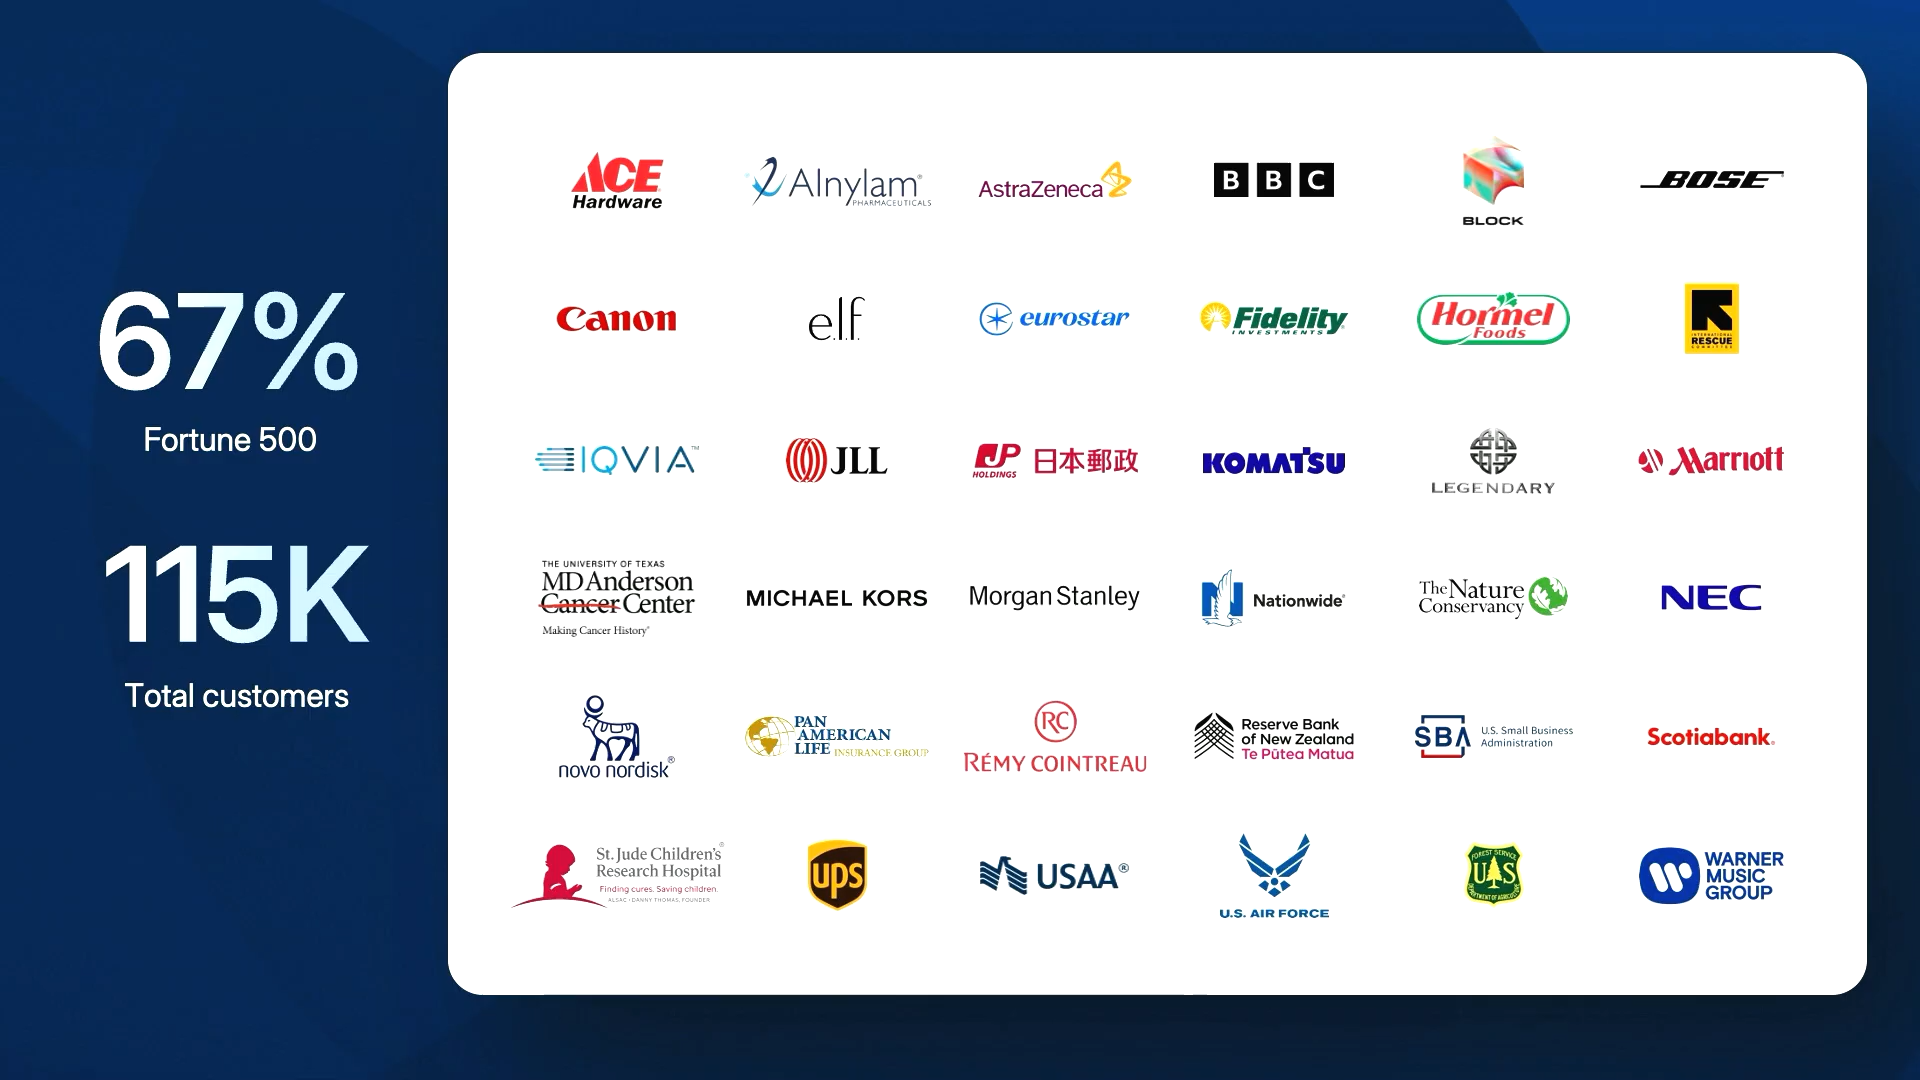 67%
Fortune 500
115K
Total customers
ACE
Hardware
Alnylam®
PHARMACEUTICALS
AstraZeneca
BBC
BLOCK
BOSE
Canon
e.l.f.
eurostar
Fidelity
INVESTMENTS
Hormel
Foods
INTERNATIONAL
RESCUE
COMMITTEE
IQVIA™
JLL
JP
HOLDINGS
日本郵政
KOMATSU
LEGENDARY
Marriott
THE UNIVERSITY OF TEXAS
MD Anderson
Cancer Center
Making Cancer History®
MICHAEL KORS
Morgan Stanley
N
Nationwide®
The Nature
Conservancy
NEC
novo nordisk®
PAN
AMERICAN
LIFE INSURANCE GROUP
RC
RÉMY COINTREAU
Reserve Bank
of New Zealand
Te Pūtea Matua
SBA
U.S. Small Business
Administration
Scotiabank®
St. Jude Children's®
Research Hospital
Finding cures. Saving children.
ALSAC • DANNY THOMAS, FOUNDER
ups
USAA®
U.S. AIR FORCE
FOREST SERVICE
US
DEPARTMENT OF AGRICULTURE
WARNER
MUSIC
GROUP